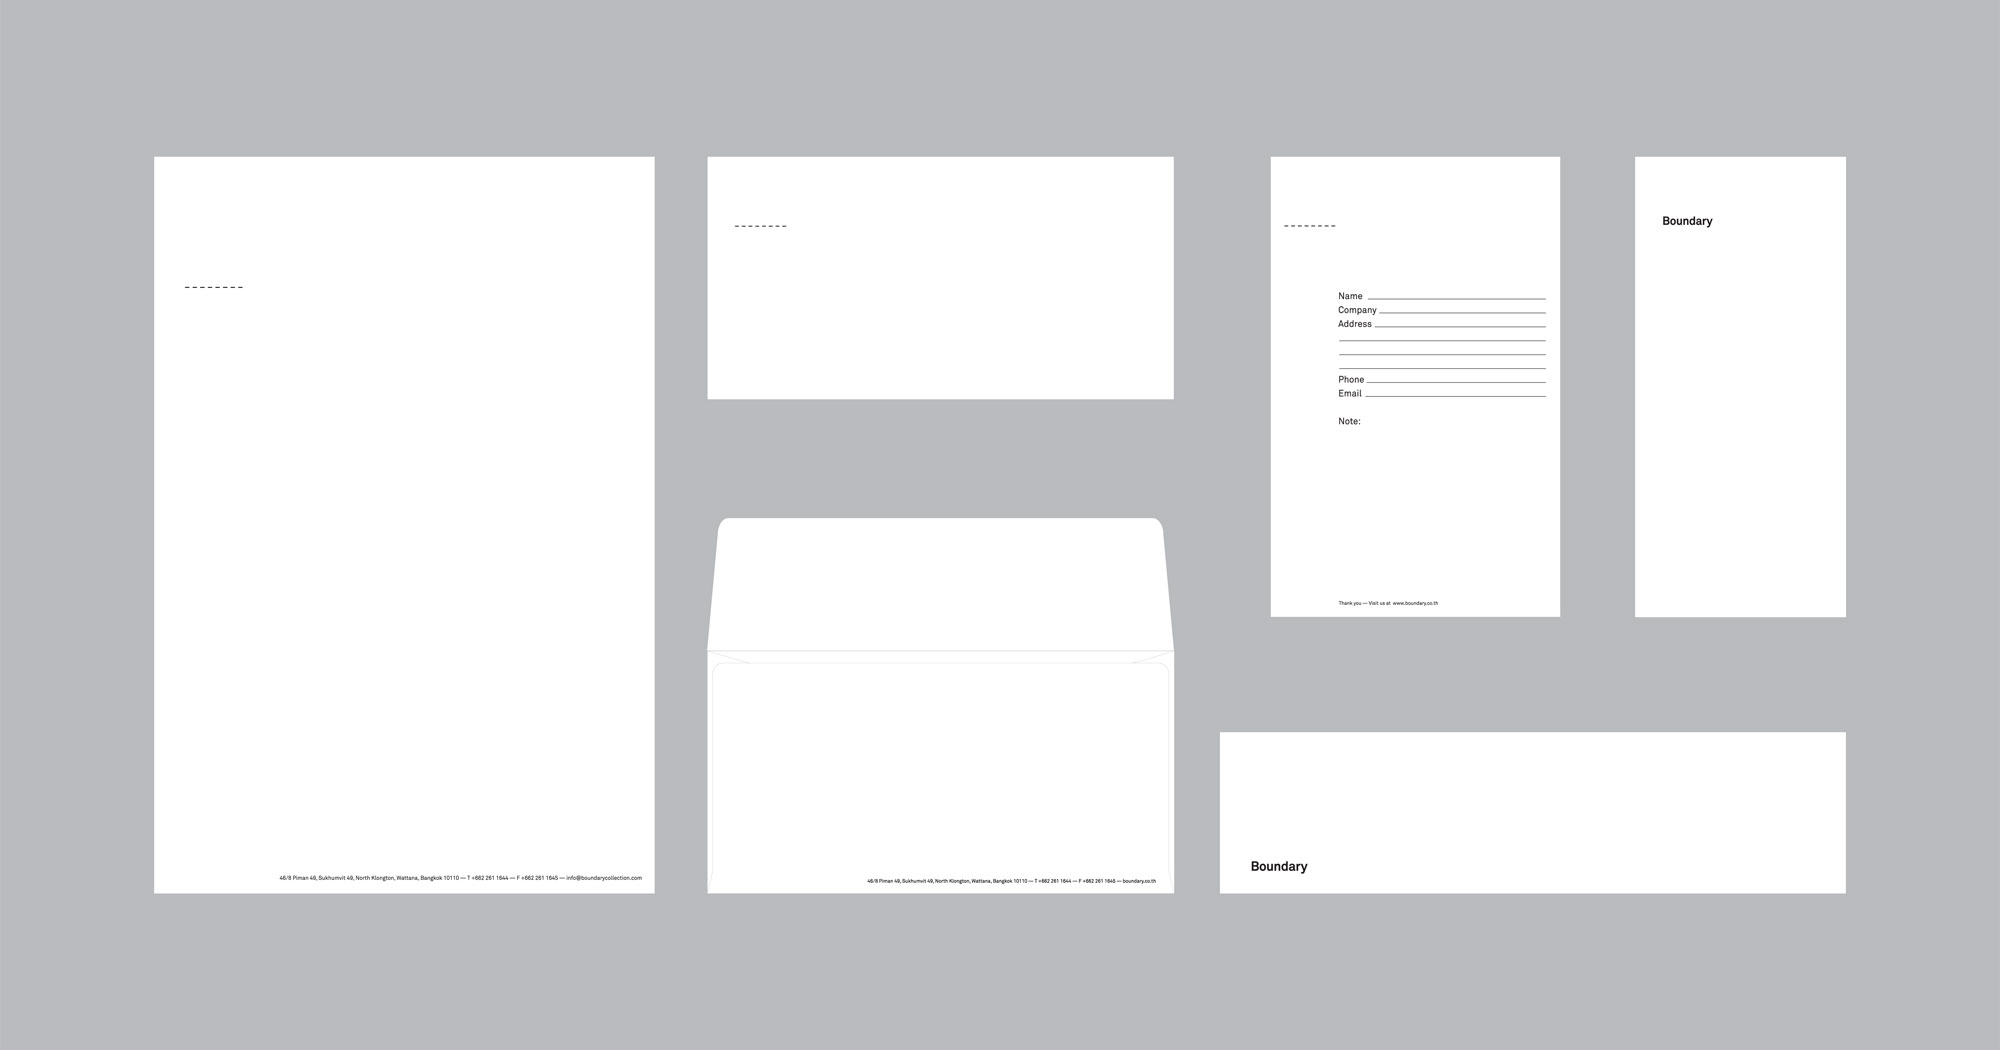 Boundary
Name
Company
Address
Phone
Email
Note:
Thank you — Visit us at www.boundary.co.th
Boundary
46/8 Piman 49, Sukhumvit 49, North Klongton, Wattana, Bangkok 10110 — T +662 261 1644 — F +662 261 1645 — info@boundarycollection.com
46/8 Piman 49, Sukhumvit 49, North Klongton, Wattana, Bangkok 10110 — T +662 261 1644 — F +662 261 1645 — boundary.co.th